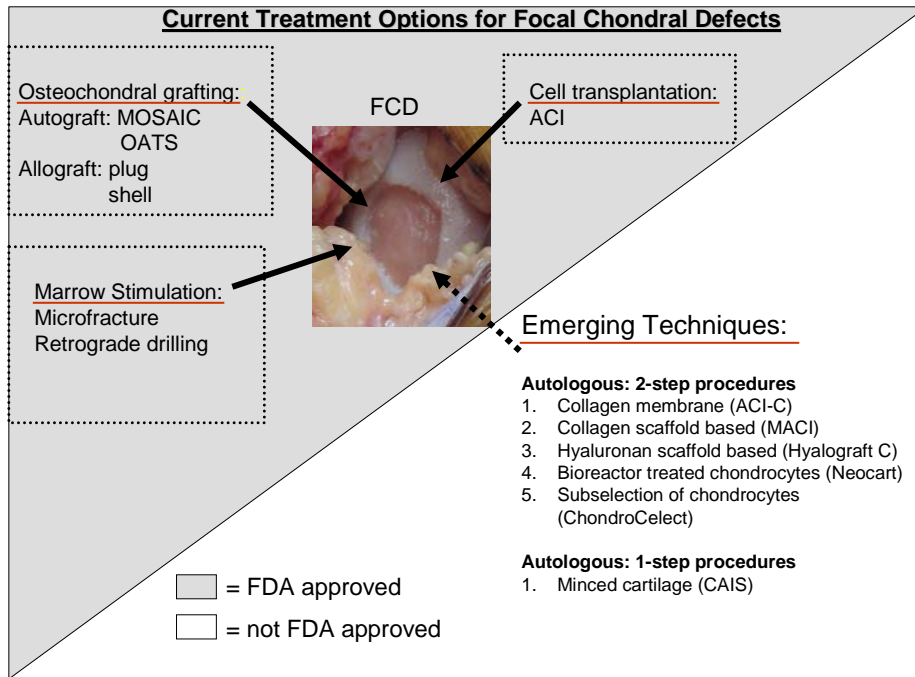 Current Treatment Options for Focal Chondral Defects
Osteochondral grafting:
Autograft: MOSAIC
OATS
Allograft: plug
shell
FCD
Cell transplantation:
ACI
Marrow Stimulation:
Microfracture
Retrograde drilling
Emerging Techniques:
Autologous: 2-step procedures
1. Collagen membrane (ACI-C)
2. Collagen scaffold based (MACI)
3. Hyaluronan scaffold based (Hyalograft C)
4. Bioreactor treated chondrocytes (Neocart)
5. Subselection of chondrocytes
(ChondroCelect)
Autologous: 1-step procedures
1. Minced cartilage (CAIS)
= FDA approved
= not FDA approved